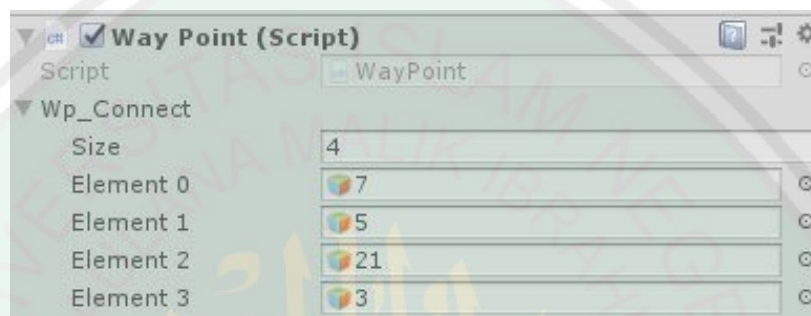 Way Point (Script)
Script WayPoint
Wp_Connect
Size 4
Element 0 7
Element 1 5
Element 2 21
Element 3 3